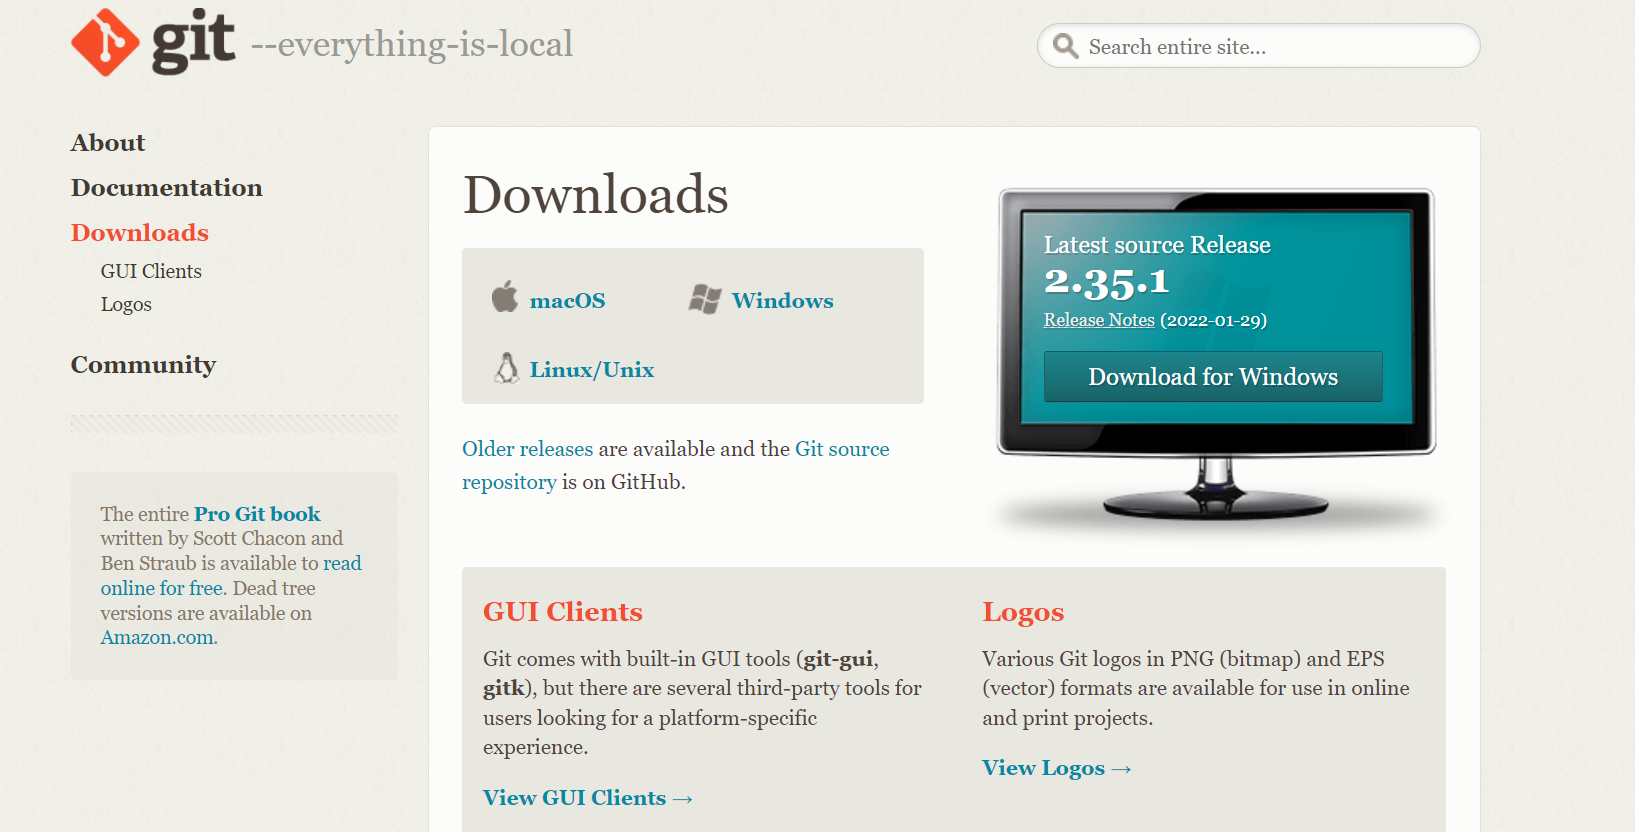 git --everything-is-local
Search entire site...
About
Documentation
Downloads
GUI Clients
Logos
Community
The entire Pro Git book
written by Scott Chacon and
Ben Straub is available to read
online for free. Dead tree
versions are available on
Amazon.com.
Downloads
macOS
Windows
Linux/Unix
Older releases are available and the Git source
repository is on GitHub.
Latest source Release
2.35.1
Release Notes (2022-01-29)
Download for Windows
GUI Clients
Git comes with built-in GUI tools (git-gui,
gitk), but there are several third-party tools for
users looking for a platform-specific
experience.
View GUI Clients →
Logos
Various Git logos in PNG (bitmap) and EPS
(vector) formats are available for use in online
and print projects.
View Logos →